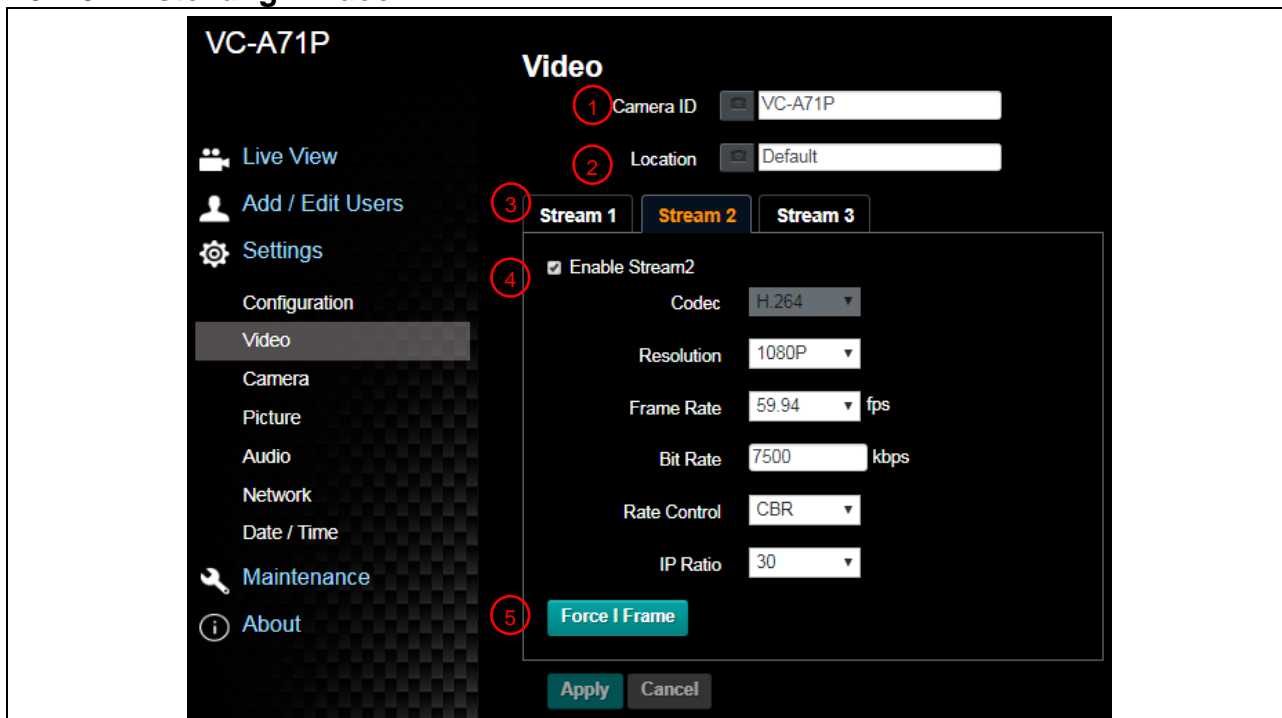 VC-A71P
Live View
Add / Edit Users
Settings
Configuration
Video
Camera
Picture
Audio
Network
Date / Time
Maintenance
About
Video
1 Camera ID VC-A71P
2 Location Default
3 Stream 1 Stream 2 Stream 3
4 Enable Stream2
Codec H.264
Resolution 1080P
Frame Rate 59.94 fps
Bit Rate 7500 kbps
Rate Control CBR
IP Ratio 30
5 Force I Frame
Apply Cancel